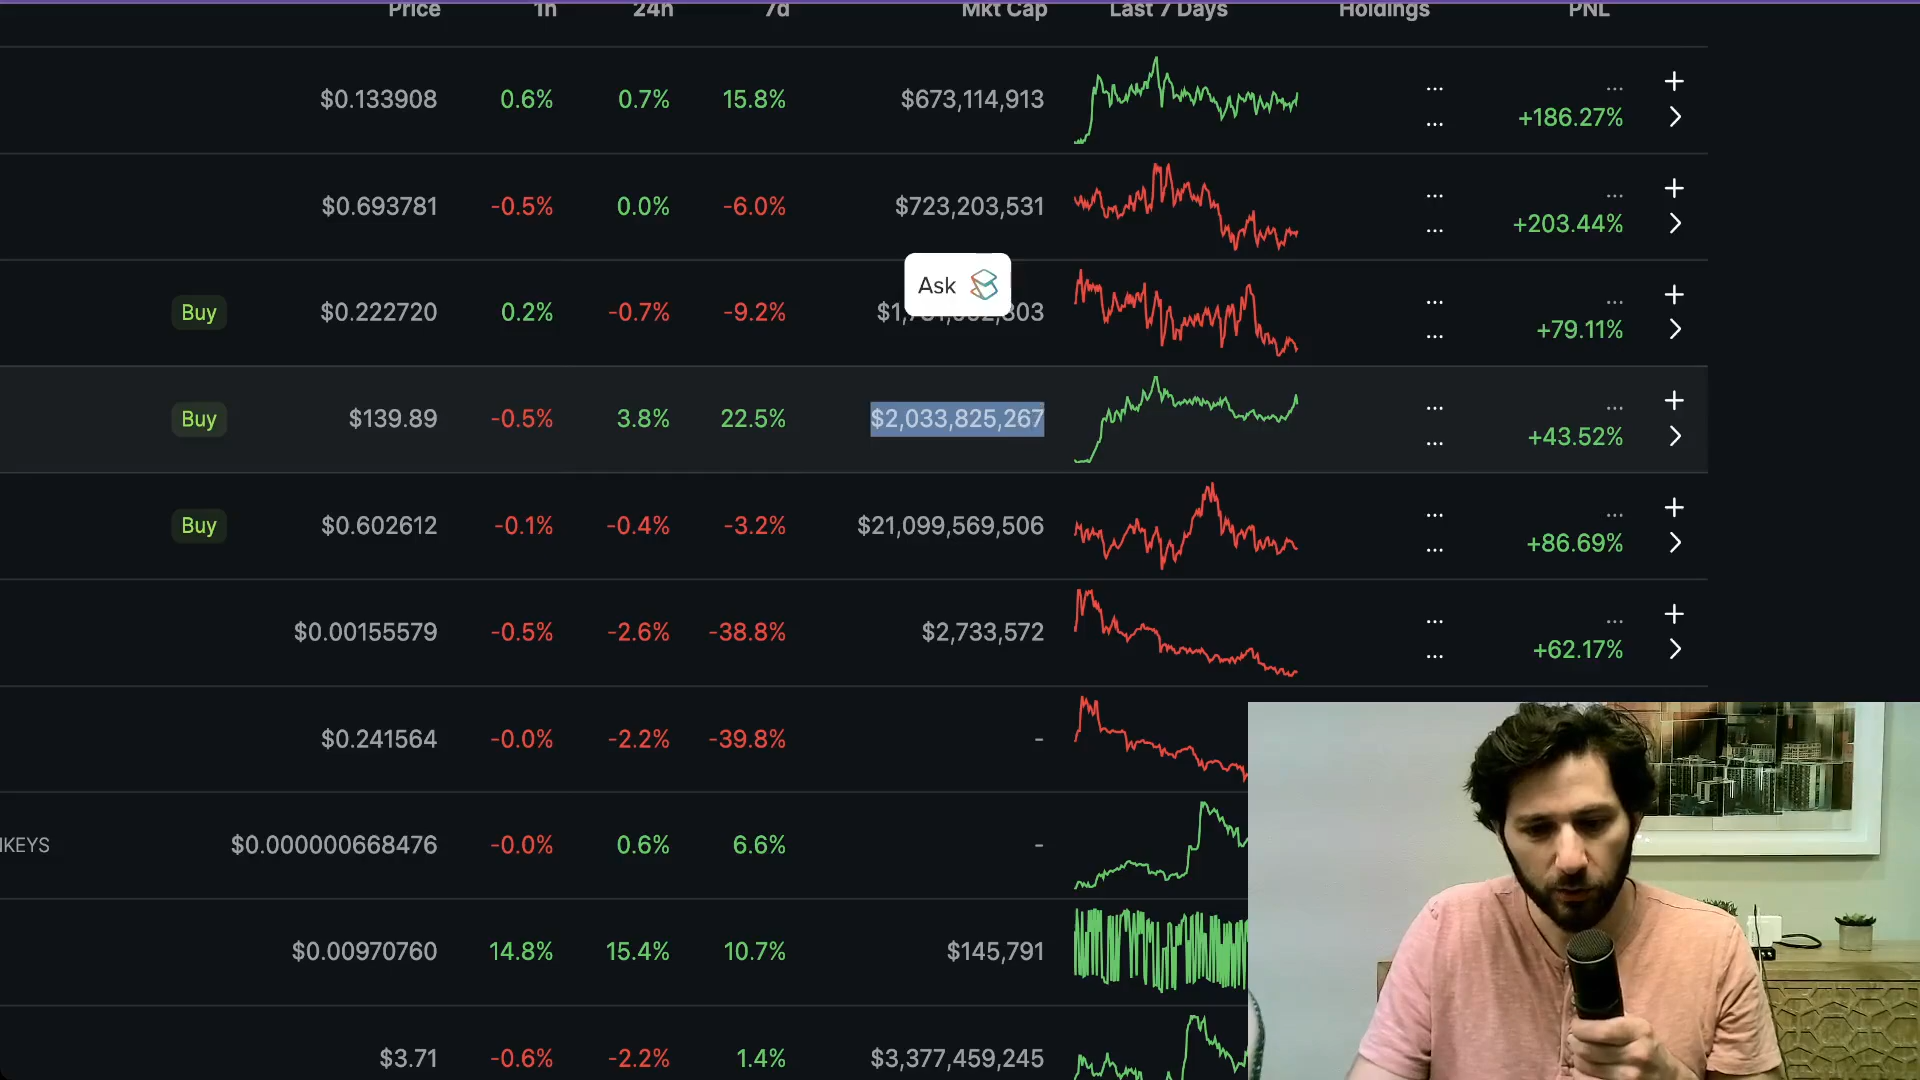 Price 1h 24h 7d Mkt Cap Last 7 Days Holdings PNL
$0.133908 0.6% 0.7% 15.8% $673,114,913 ... ...
... +186.27%
$0.693781 -0.5% 0.0% -6.0% $723,203,531 ... ...
... +203.44%
Ask
Buy $0.222720 0.2% -0.7% -9.2% ... ...
... +79.11%
Buy $139.89 -0.5% 3.8% 22.5% $2,033,825,267 ... ...
... +43.52%
Buy $0.602612 -0.1% -0.4% -3.2% $21,099,569,506 ... ...
... +86.69%
$0.00155579 -0.5% -2.6% -38.8% $2,733,572 ... ...
... +62.17%
$0.241564 -0.0% -2.2% -39.8% -
KEYS $0.000000668476 -0.0% 0.6% 6.6% -
$0.00970760 14.8% 15.4% 10.7% $145,791
$3.71 -0.6% -2.2% 1.4% $3,377,459,245